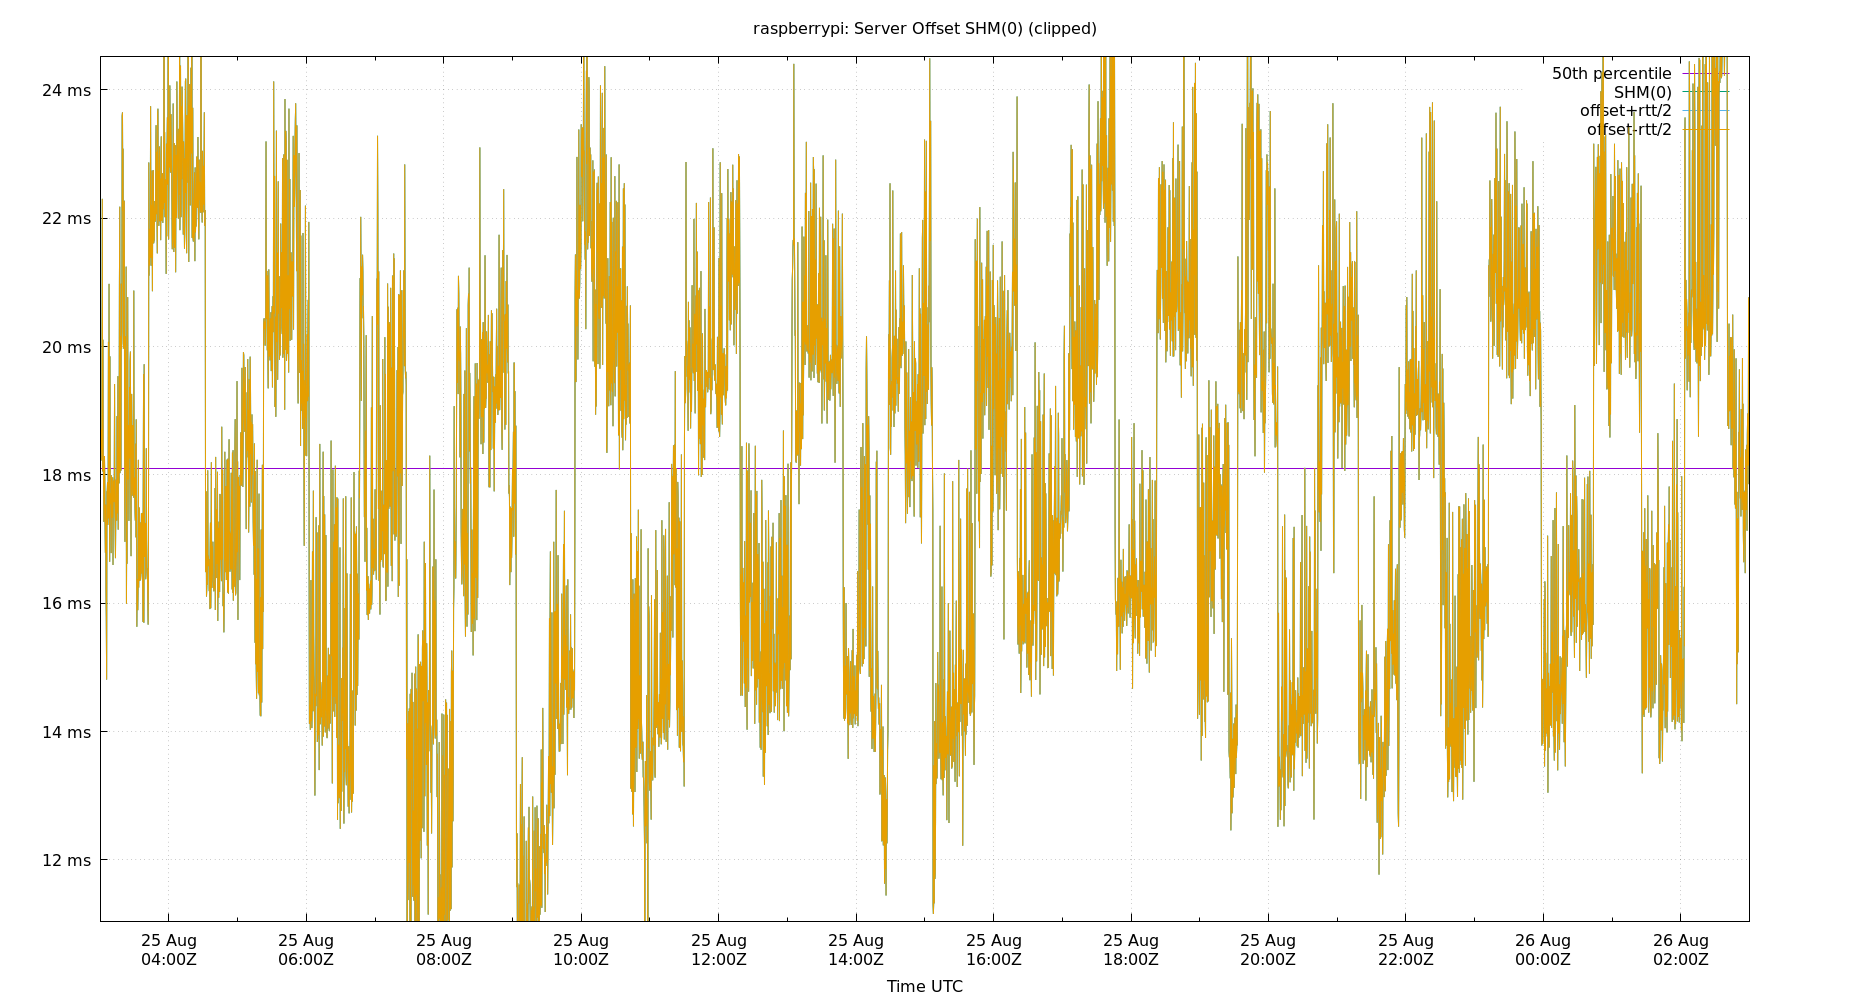 raspberrypi: Server Offset SHM(0) (clipped)
50th percentile
SHM(0)
offset+rtt/2
offset-rtt/2
24 ms
22 ms
20 ms
18 ms
16 ms
14 ms
12 ms
25 Aug 25 Aug 25 Aug 25 Aug 25 Aug 25 Aug 25 Aug 25 Aug 25 Aug 25 Aug 26 Aug 26 Aug
04:00Z 06:00Z 08:00Z 10:00Z 12:00Z 14:00Z 16:00Z 18:00Z 20:00Z 22:00Z 00:00Z 02:00Z
Time UTC